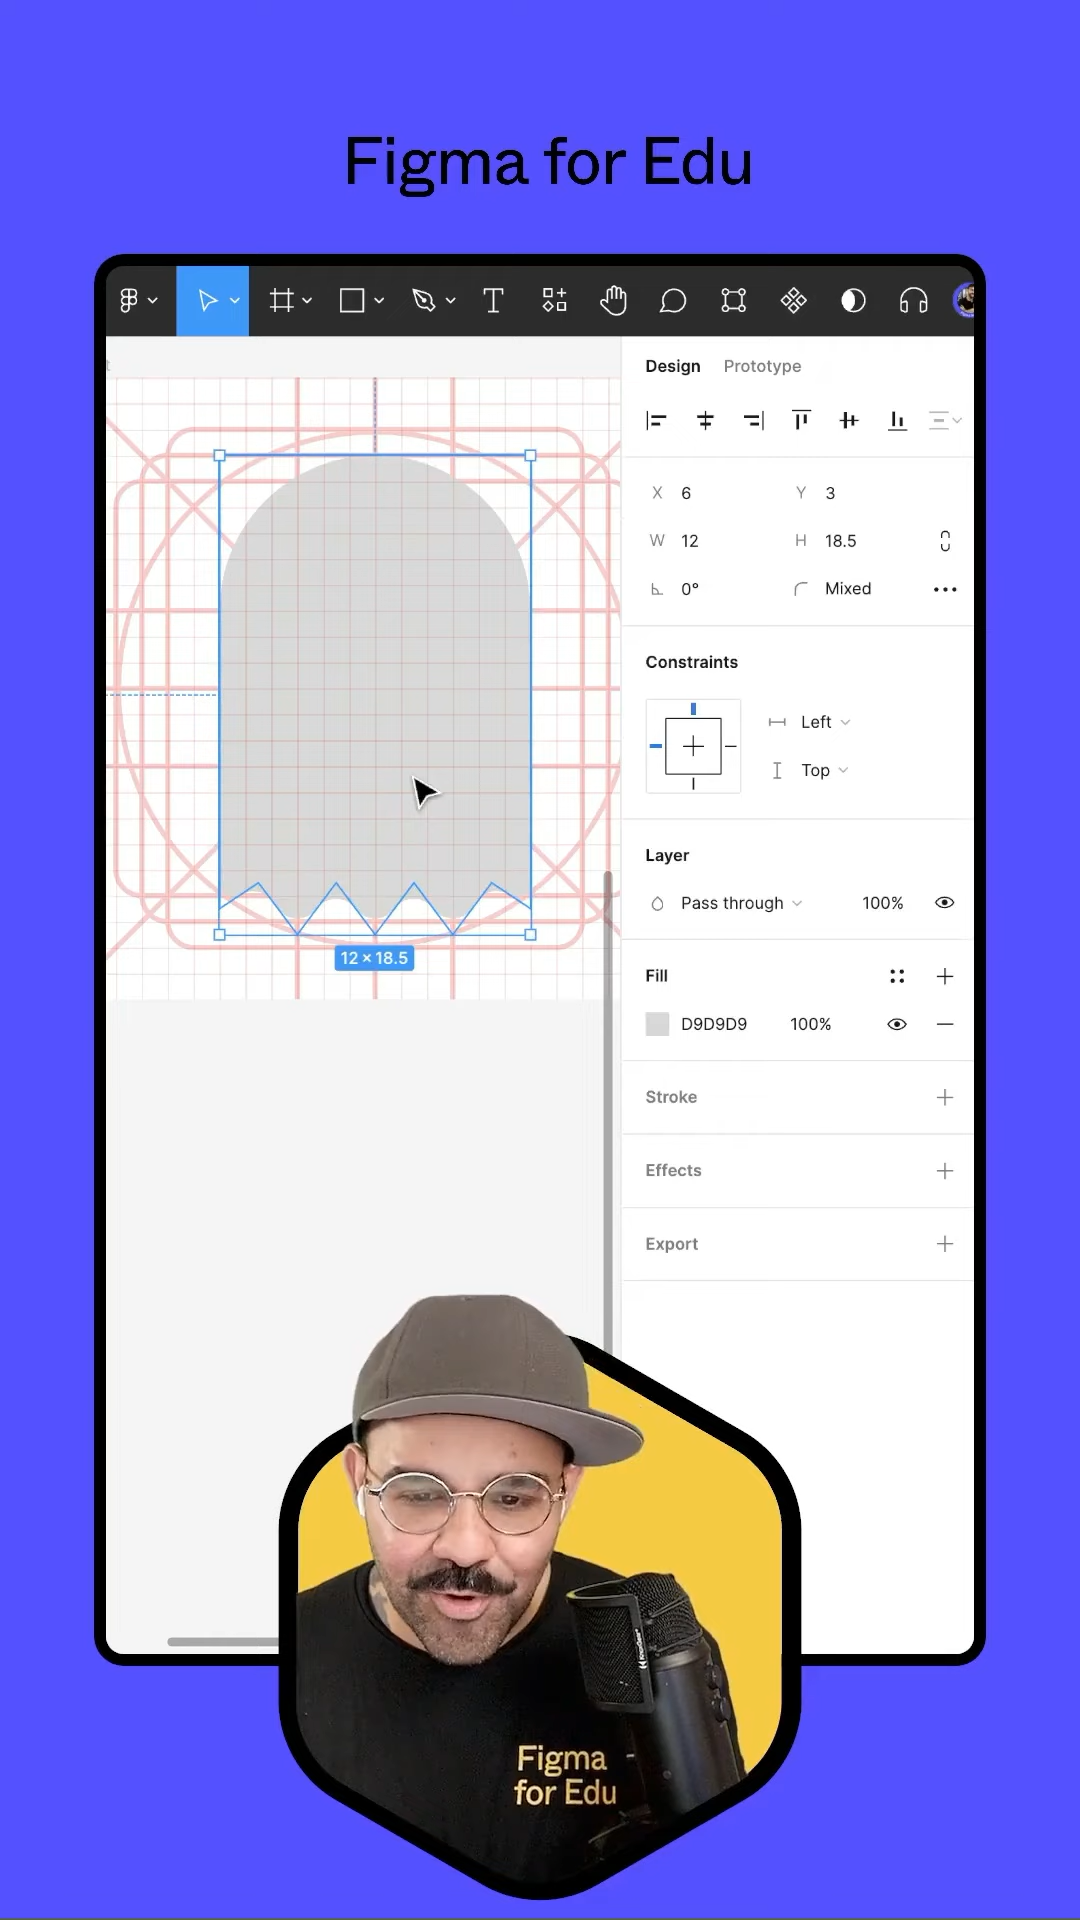 Figma for Edu
Design Prototype
X 6 Y 3
W 12 H 18.5
0° Mixed
Constraints
Left
Top
Layer
Pass through 100%
12 × 18.5
Fill
D9D9D9 100%
Stroke
Effects
Export
Figma
for Edu